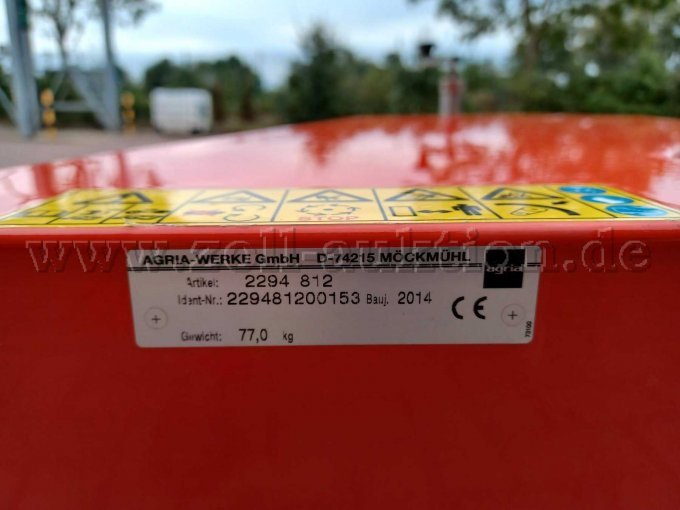 STOP
www.zoll-auktion.de
AGRIA-WERKE GmbH D-74215 MÖCKMÜHL
agria
Artikel: 2294 812
Ident-Nr.: 229481200153 Bauj. 2014
CE
Gewicht: 77,0 kg
73100